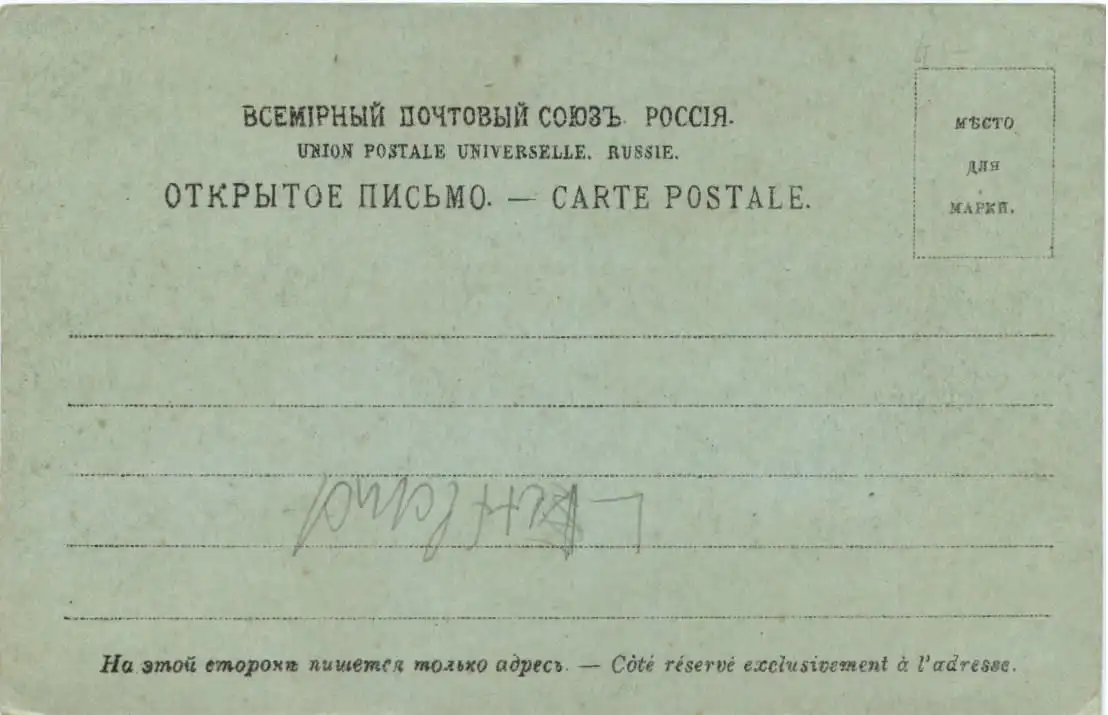 ВСЕМІРНЫЙ ПОЧТОВЫЙ СОЮЗЪ. РОССІЯ.
UNION POSTALE UNIVERSELLE. RUSSIE.
ОТКРЫТОЕ ПИСЬМО. — CARTE POSTALE.
МѢСТО
ДЛЯ
МАРКИ.
На этой сторонѣ пишется только адресъ. — Côté réservé exclusivement à l'adresse.